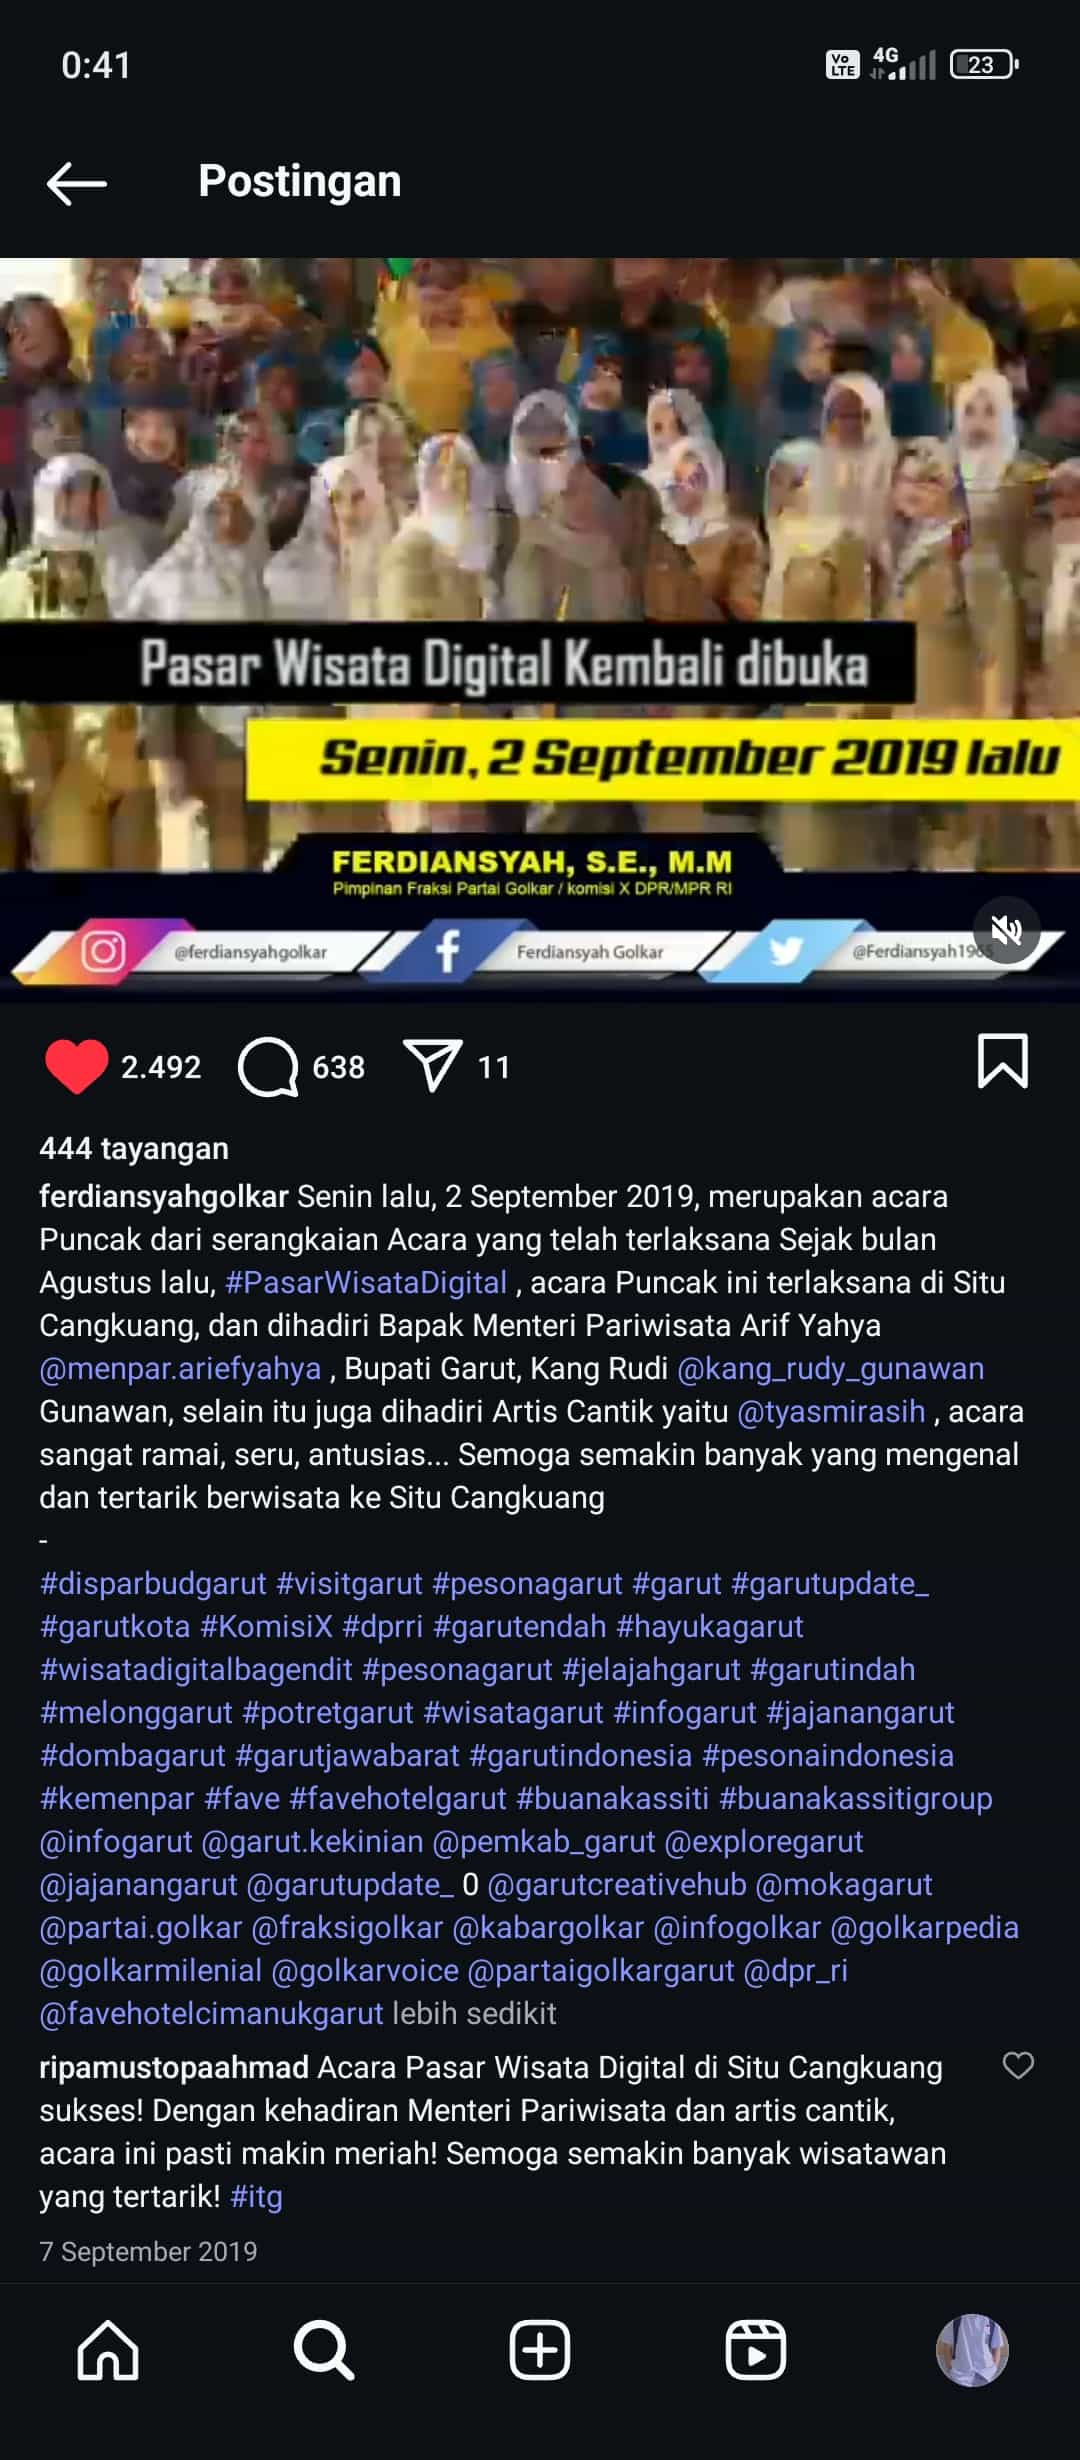 0:41
Vo LTE 4G 23
Postingan
Pasar Wisata Digital Kembali dibuka
Senin, 2 September 2019 lalu
FERDIANSYAH, S.E., M.M
Pimpinan Fraksi Partai Golkar / komisi X DPR/MPR RI
@ferdiansyahgolkar
Ferdiansyah Golkar
@Ferdiansyah1965
2.492 638 11
444 tayangan
ferdiansyahgolkar Senin lalu, 2 September 2019, merupakan acara
Puncak dari serangkaian Acara yang telah terlaksana Sejak bulan
Agustus lalu, #PasarWisataDigital , acara Puncak ini terlaksana di Situ
Cangkuang, dan dihadiri Bapak Menteri Pariwisata Arif Yahya
@menpar.ariefyahya , Bupati Garut, Kang Rudi @kang_rudy_gunawan
Gunawan, selain itu juga dihadiri Artis Cantik yaitu @tyasmirasih , acara
sangat ramai, seru, antusias... Semoga semakin banyak yang mengenal
dan tertarik berwisata ke Situ Cangkuang
-
#disparbudgarut #visitgarut #pesonagarut #garut #garutupdate_
#garutkota #KomisiX #dprri #garutendah #hayukagarut
#wisatadigitalbagendit #pesonagarut #jelajahgarut #garutindah
#melonggarut #potretgarut #wisatagarut #infogarut #jajanangarut
#dombagarut #garutjawabarat #garutindonesia #pesonaindonesia
#kemenpar #fave #favehotelgarut #buanakassiti #buanakassitigroup
@infogarut @garut.kekinian @pemkab_garut @exploregarut
@jajanangarut @garutupdate_ 0 @garutcreativehub @mokagarut
@partai.golkar @fraksigolkar @kabargolkar @infogolkar @golkarpedia
@golkarmilenial @golkarvoice @partaigolkargarut @dpr_ri
@favehotelcimanukgarut lebih sedikit
ripamustopaahmad Acara Pasar Wisata Digital di Situ Cangkuang
sukses! Dengan kehadiran Menteri Pariwisata dan artis cantik,
acara ini pasti makin meriah! Semoga semakin banyak wisatawan
yang tertarik! #itg
7 September 2019